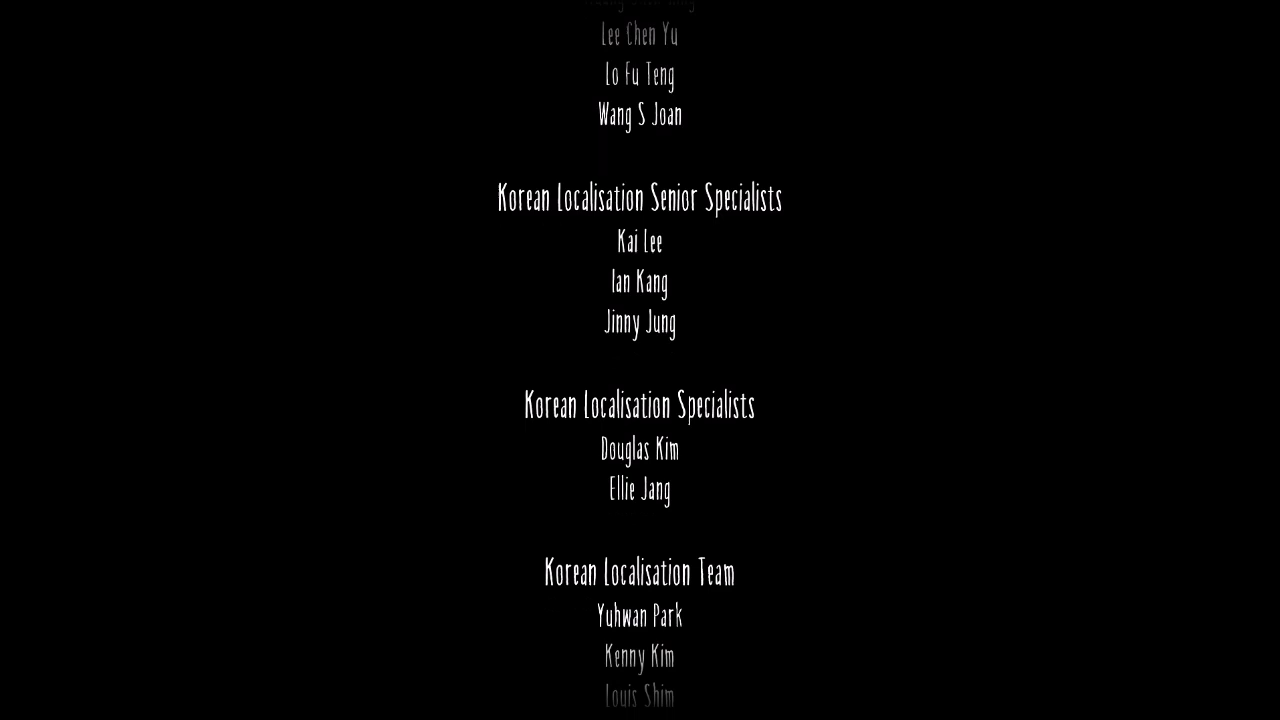 Lee Chen Yu
Lo Fu Teng
Wang S Joan
Korean Localisation Senior Specialists
Kai Lee
Ian Kang
Jinny Jung
Korean Localisation Specialists
Douglas Kim
Ellie Jang
Korean Localisation Team
Yuhwan Park
Kenny Kim
Louis Shim